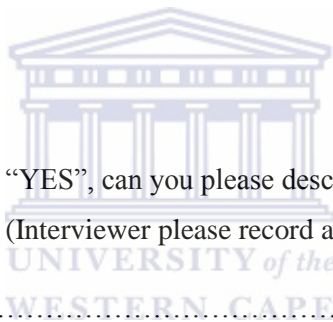 “YES”, can you please desc
(Interviewer please record a
UNIVERSITY of the
WESTERN CAPE
……………………………